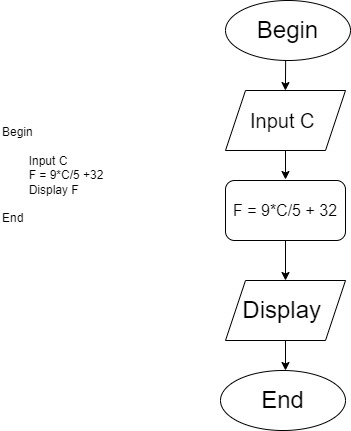 Begin
Input C
F = 9*C/5 +32
Display F
End
Begin
Input C
F = 9*C/5 + 32
Display
End